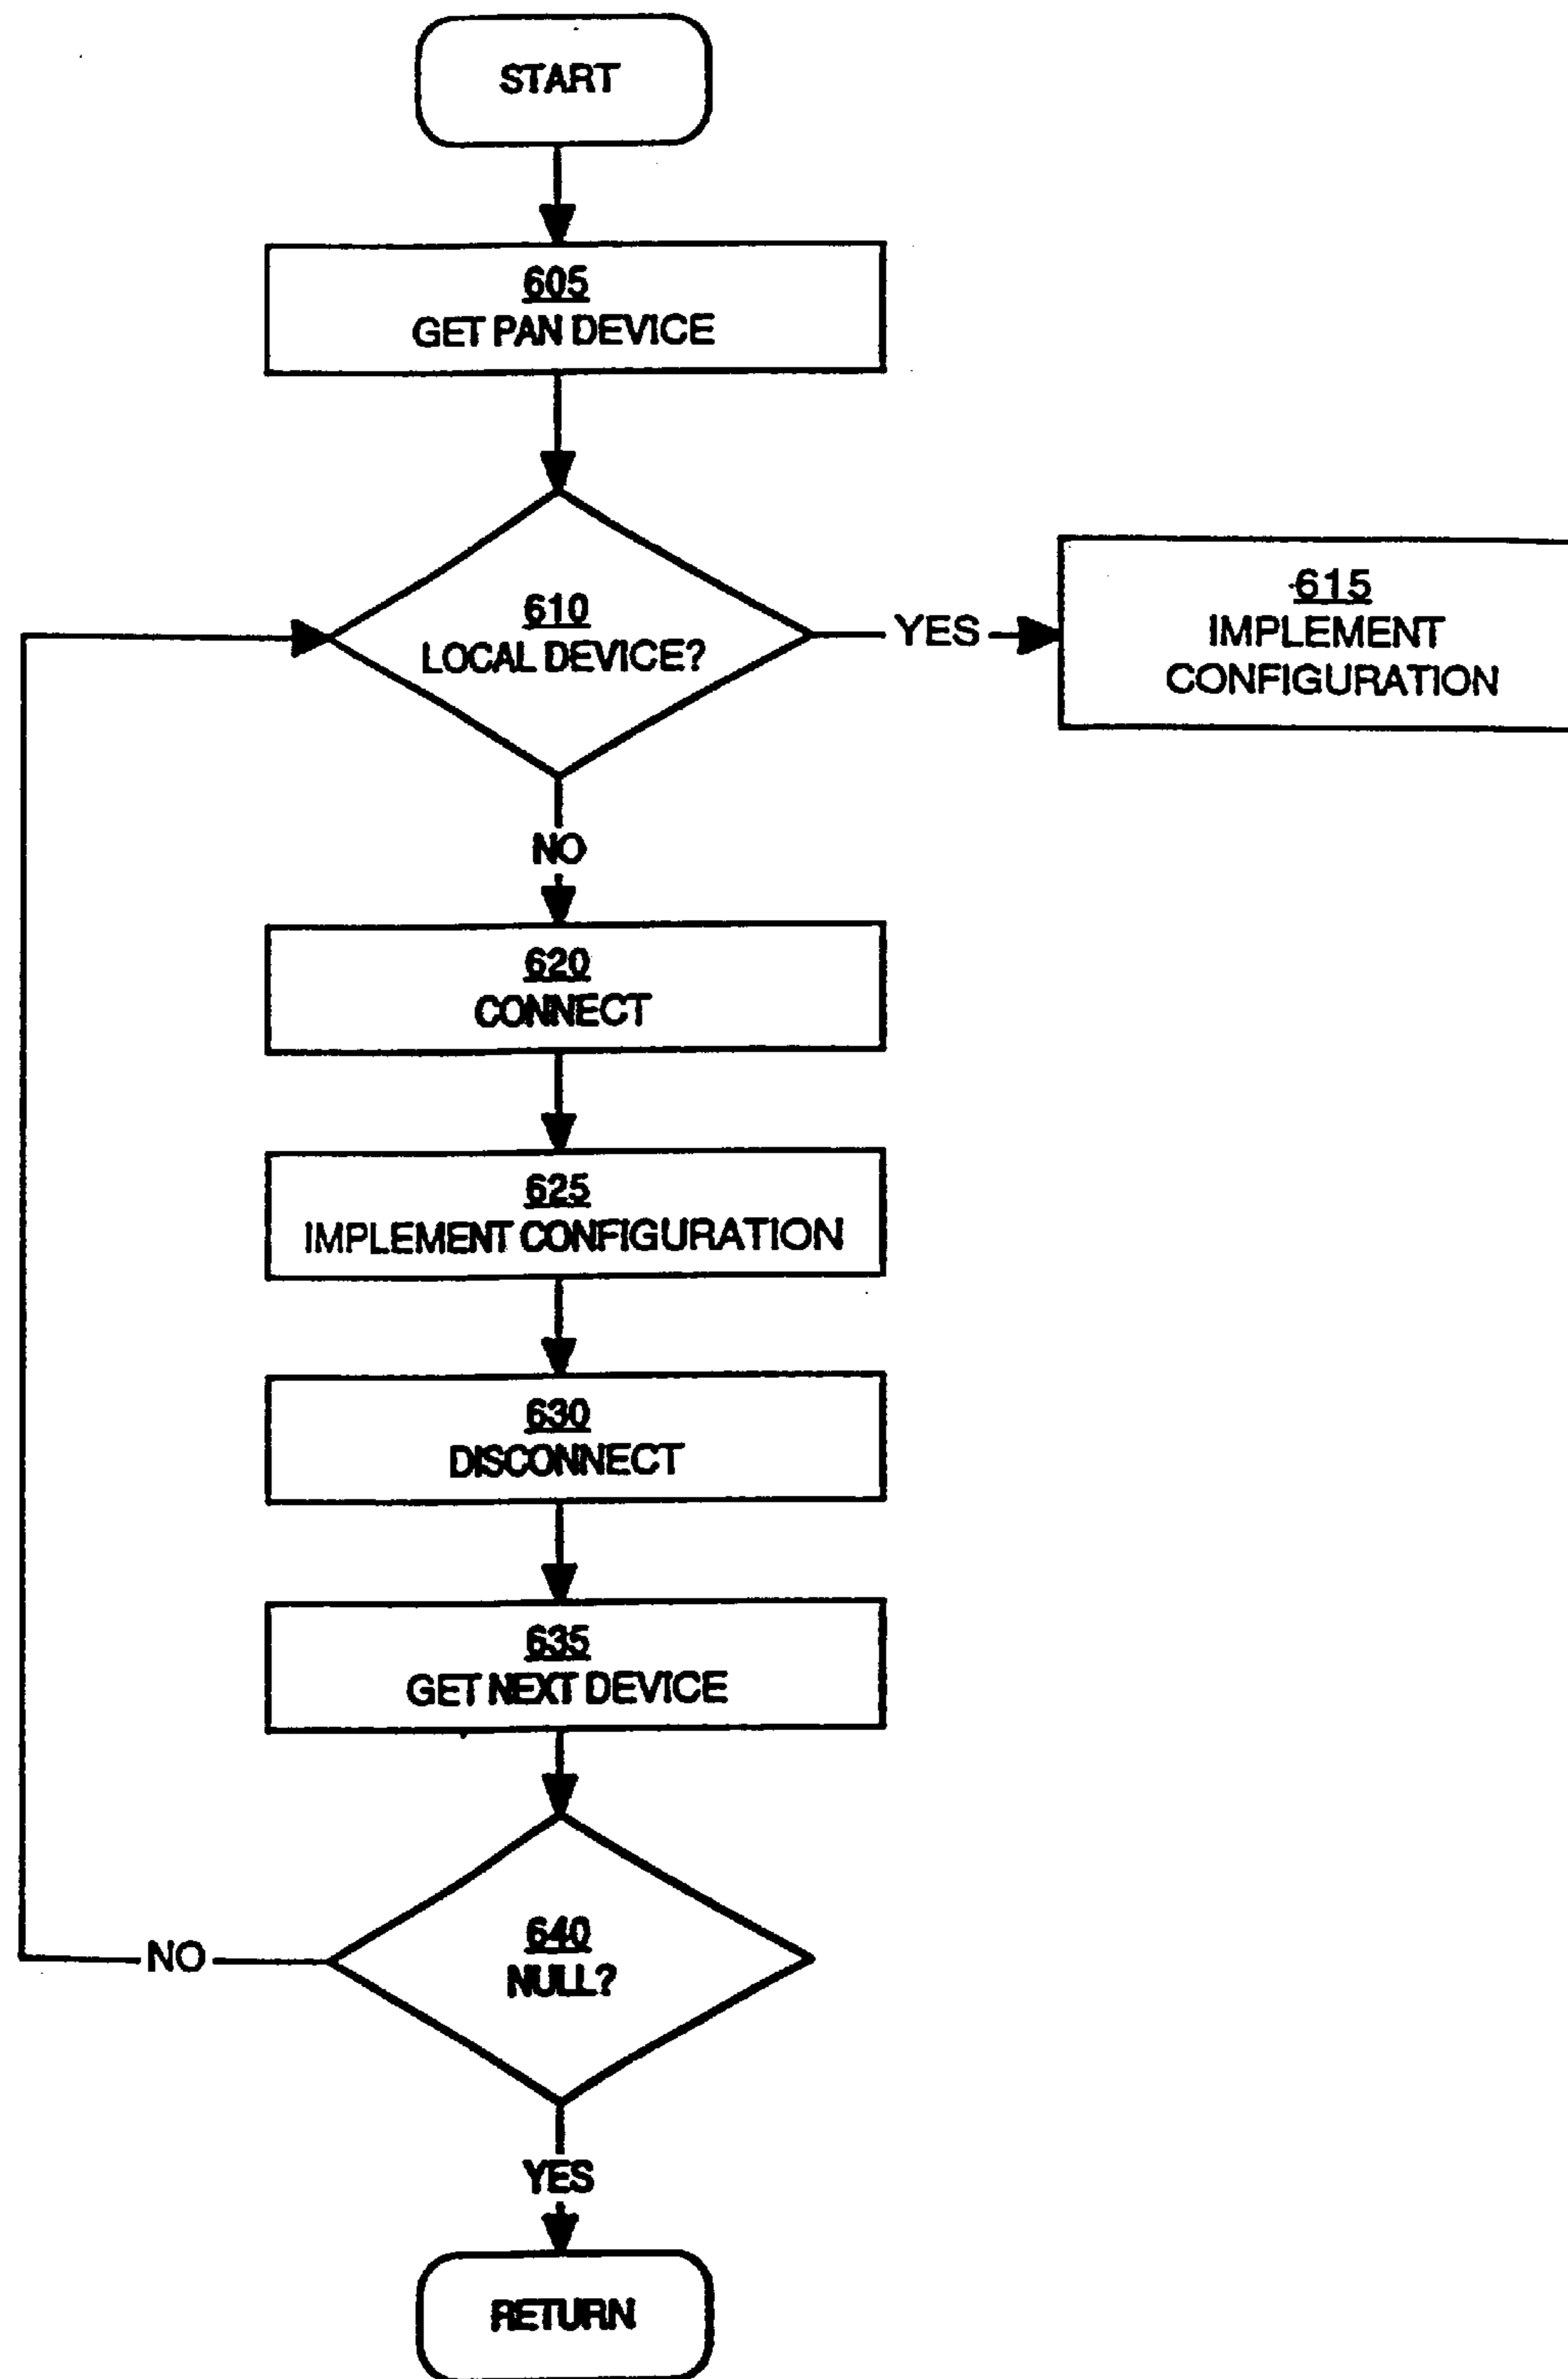 START
605
GET PAN DEVICE
610
LOCAL DEVICE?
YES
615
IMPLEMENT
CONFIGURATION
NO
620
CONNECT
625
IMPLEMENT CONFIGURATION
630
DISCONNECT
635
GET NEXT DEVICE
640
NULL?
NO
YES
RETURN